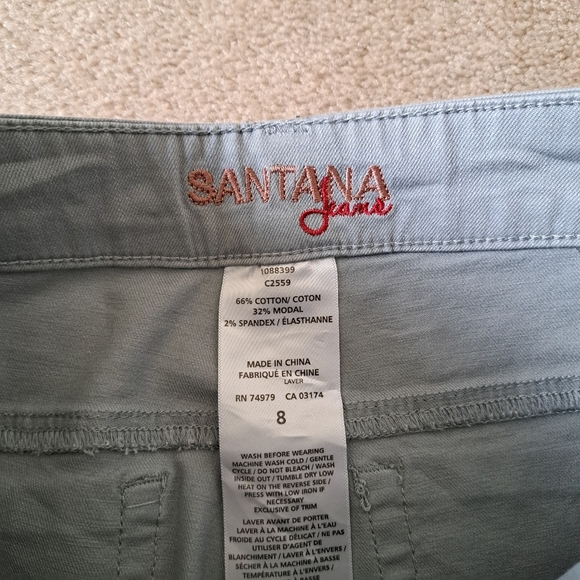 SANTANA
Jeans
1088399
C2559
66% COTTON/ COTON
32% MODAL
2% SPANDEX / ÉLASTHANNE
MADE IN CHINA
FABRIQUÉ EN CHINE
LAVER
RN 74979 CA 03174
8
WASH BEFORE WEARING
MACHINE WASH COLD / GENTLE
CYCLE / DO NOT BLEACH / WASH
INSIDE OUT / TUMBLE DRY LOW
HEAT ON THE REVERSE SIDE /
PRESS WITH LOW IRON IF
NECESSARY
EXCLUSIVE OF TRIM
LAVER AVANT DE PORTER
LAVER À LA MACHINE À L'EAU
FROIDE AU CYCLE DÉLICAT / NE PAS
UTILISER D'AGENT DE
BLANCHIMENT / LAVER À L'ENVERS /
SÉCHER À LA MACHINE À BASSE
TEMPÉRATURE À L'ENVERS /